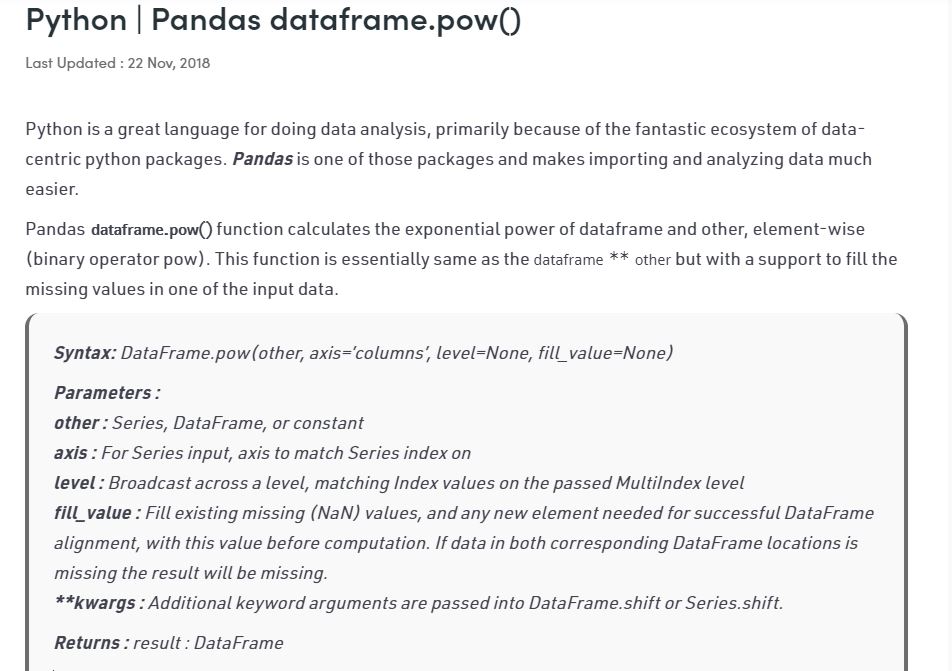 Python | Pandas dataframe.pow()
Last Updated : 22 Nov, 2018
Python is a great language for doing data analysis, primarily because of the fantastic ecosystem of data-
centric python packages. Pandas is one of those packages and makes importing and analyzing data much
easier.
Pandas dataframe.pow() function calculates the exponential power of dataframe and other, element-wise
(binary operator pow). This function is essentially same as the dataframe ** other but with a support to fill the
missing values in one of the input data.
Syntax: DataFrame.pow(other, axis=’columns’, level=None, fill_value=None)
Parameters :
other : Series, DataFrame, or constant
axis : For Series input, axis to match Series index on
level : Broadcast across a level, matching Index values on the passed MultiIndex level
fill_value : Fill existing missing (NaN) values, and any new element needed for successful DataFrame
alignment, with this value before computation. If data in both corresponding DataFrame locations is
missing the result will be missing.
**kwargs : Additional keyword arguments are passed into DataFrame.shift or Series.shift.
Returns : result : DataFrame